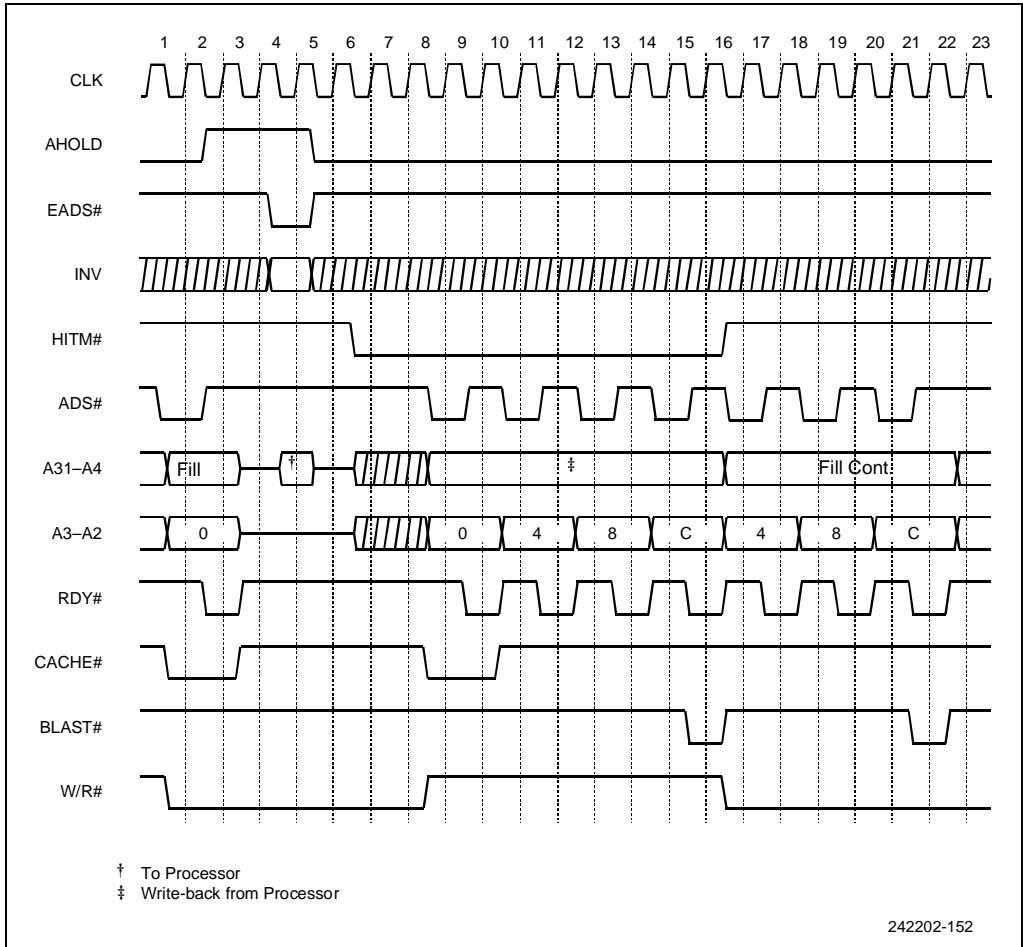 1 2 3 4 5 6 7 8 9 10 11 12 13 14 15 16 17 18 19 20 21 22 23
CLK
AHOLD
EADS#
INV
HITM#
ADS#
A31–A4 Fill † ‡ Fill Cont
A3–A2 0 0 4 8 C 4 8 C
RDY#
CACHE#
BLAST#
W/R#
† To Processor
‡ Write-back from Processor
242202-152